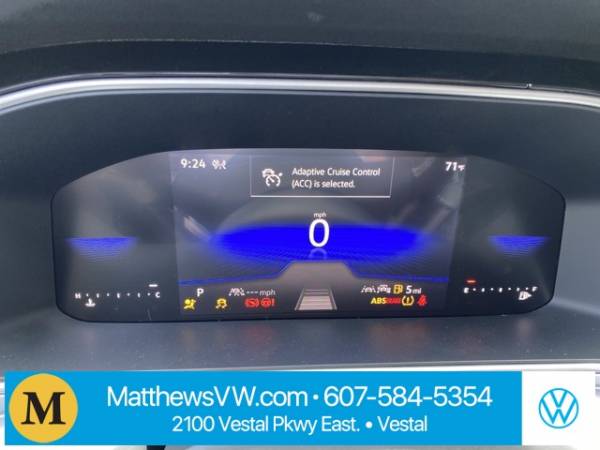 9:24
71°F
Adaptive Cruise Control
(ACC) is selected.
mph
0
H C
E F
P
--- mph
5 mi
ABS
M
MatthewsVW.com • 607-584-5354
2100 Vestal Pkwy East. • Vestal